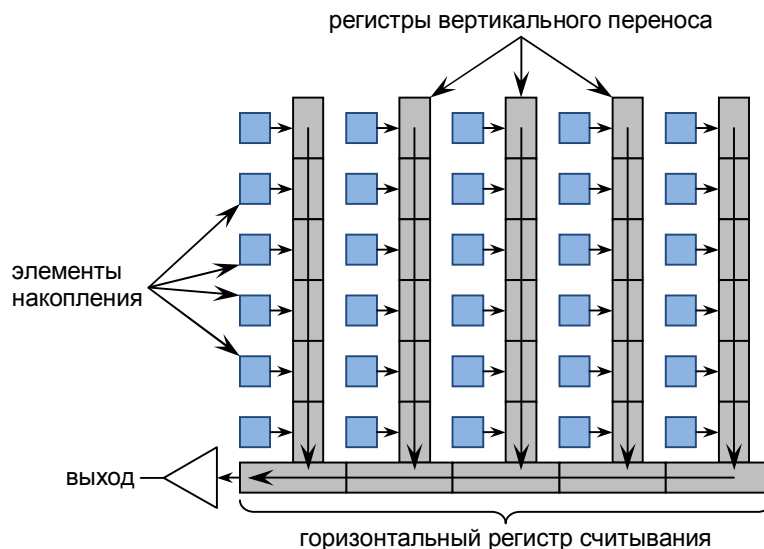 регистры вертикального переноса
элементы
накопления
выход
горизонтальный регистр считывания